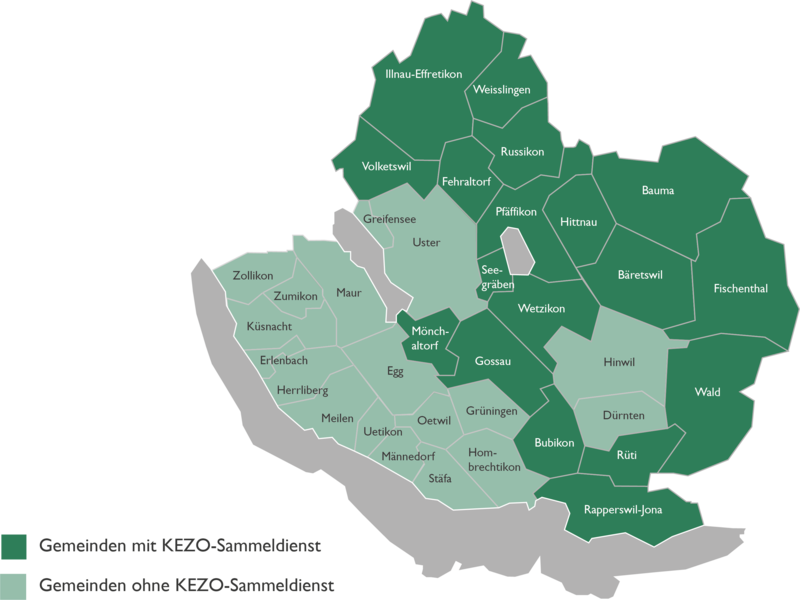 Illnau-Effretikon
Weisslingen
Russikon
Volketswil
Fehraltorf
Bauma
Pfäffikon
Hittnau
Greifensee
Uster
See-
gräben
Bäretswil
Fischenthal
Zollikon
Zumikon
Maur
Wetzikon
Küsnacht
Mönch-
altorf
Gossau
Hinwil
Erlenbach
Egg
Herrliberg
Wald
Meilen
Grüningen
Dürnten
Oetwil
Uetikon
Bubikon
Männedorf
Hom-
brechtikon
Rüti
Stäfa
Rapperswil-Jona
Gemeinden mit KEZO-Sammeldienst
Gemeinden ohne KEZO-Sammeldienst